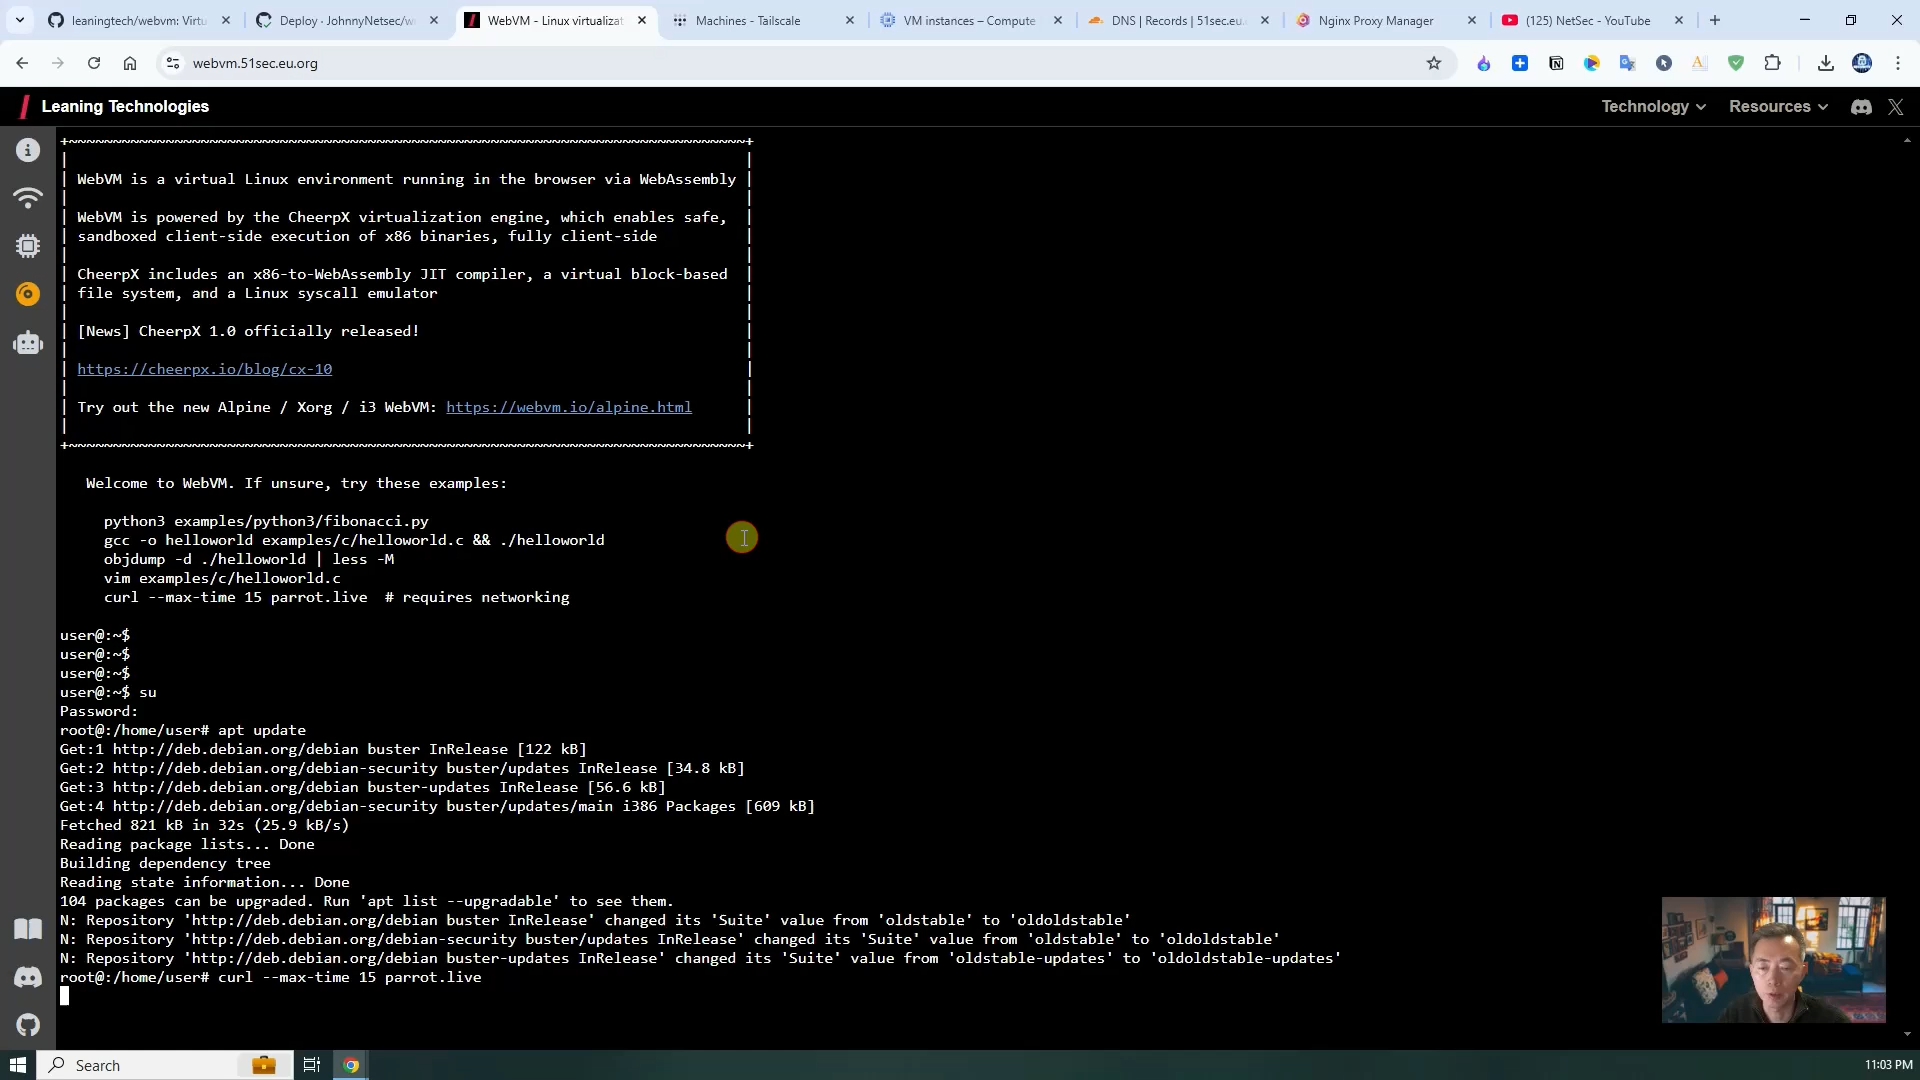 leaningtech/webvm: Virtu
Deploy · JohnnyNetsec/w
WebVM - Linux virtualizat
Machines - Tailscale
VM instances – Compute
DNS | Records | 51sec.eu.
Nginx Proxy Manager
(125) NetSec - YouTube
webvm.51sec.eu.org
Leaning Technologies
Technology
Resources
+~~~~~~~~~~~~~~~~~~~~~~~~~~~~~~~~~~~~~~~~~~~~~~~~~~~~~~~~~~~~~~~~~~~~~~~~~~~~~+
| WebVM is a virtual Linux environment running in the browser via WebAssembly |
| WebVM is powered by the CheerpX virtualization engine, which enables safe, |
| sandboxed client-side execution of x86 binaries, fully client-side |
| CheerpX includes an x86-to-WebAssembly JIT compiler, a virtual block-based |
| file system, and a Linux syscall emulator |
| [News] CheerpX 1.0 officially released! |
| https://cheerpx.io/blog/cx-10 |
| Try out the new Alpine / Xorg / i3 WebVM: https://webvm.io/alpine.html |
+~~~~~~~~~~~~~~~~~~~~~~~~~~~~~~~~~~~~~~~~~~~~~~~~~~~~~~~~~~~~~~~~~~~~~~~~~~~~~+
Welcome to WebVM. If unsure, try these examples:
python3 examples/python3/fibonacci.py
gcc -o helloworld examples/c/helloworld.c && ./helloworld
objdump -d ./helloworld | less -M
vim examples/c/helloworld.c
curl --max-time 15 parrot.live  # requires networking
user@:~$
user@:~$
user@:~$
user@:~$ su
Password:
root@:/home/user# apt update
Get:1 http://deb.debian.org/debian buster InRelease [122 kB]
Get:2 http://deb.debian.org/debian-security buster/updates InRelease [34.8 kB]
Get:3 http://deb.debian.org/debian buster-updates InRelease [56.6 kB]
Get:4 http://deb.debian.org/debian-security buster/updates/main i386 Packages [609 kB]
Fetched 821 kB in 32s (25.9 kB/s)
Reading package lists... Done
Building dependency tree
Reading state information... Done
104 packages can be upgraded. Run 'apt list --upgradable' to see them.
N: Repository 'http://deb.debian.org/debian buster InRelease' changed its 'Suite' value from 'oldstable' to 'oldoldstable'
N: Repository 'http://deb.debian.org/debian-security buster/updates InRelease' changed its 'Suite' value from 'oldstable' to 'oldoldstable'
N: Repository 'http://deb.debian.org/debian buster-updates InRelease' changed its 'Suite' value from 'oldstable-updates' to 'oldoldstable-updates'
root@:/home/user# curl --max-time 15 parrot.live
Search
11:03 PM